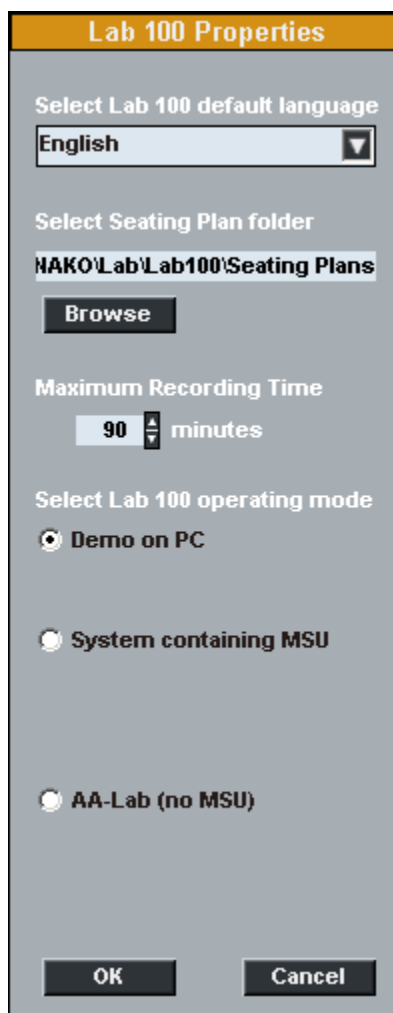 Lab 100 Properties
Select Lab 100 default language
English
Select Seating Plan folder
NAKO\Lab\Lab100\Seating Plans
Browse
Maximum Recording Time
90 minutes
Select Lab 100 operating mode
Demo on PC
System containing MSU
AA-Lab (no MSU)
OK Cancel